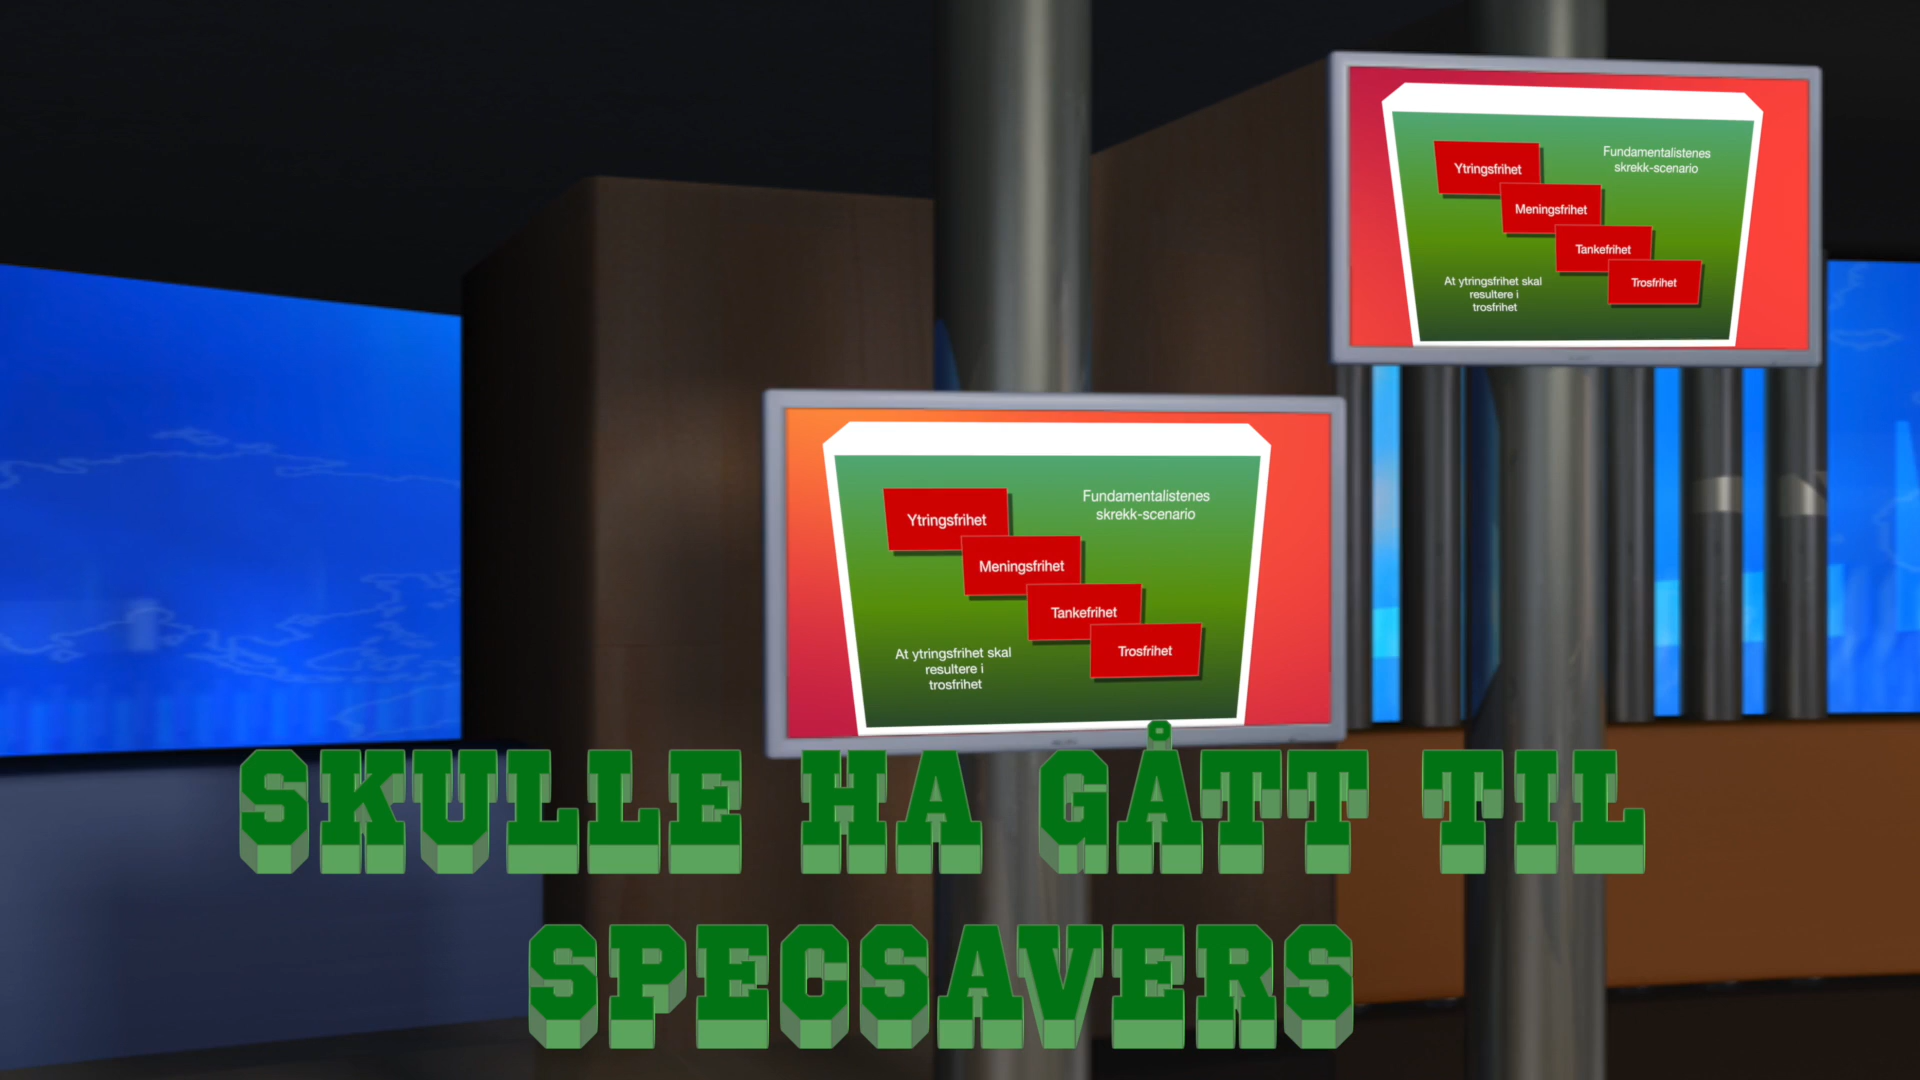 Fundamentalistenes
skrekk-scenario
Ytringsfrihet
Meningsfrihet
Tankefrihet
Trosfrihet
At ytringsfrihet skal
resultere i
trosfrihet
Fundamentalistenes
skrekk-scenario
Ytringsfrihet
Meningsfrihet
Tankefrihet
Trosfrihet
At ytringsfrihet skal
resultere i
trosfrihet
SKULLE HA GÅTT TIL
SPECSAVERS